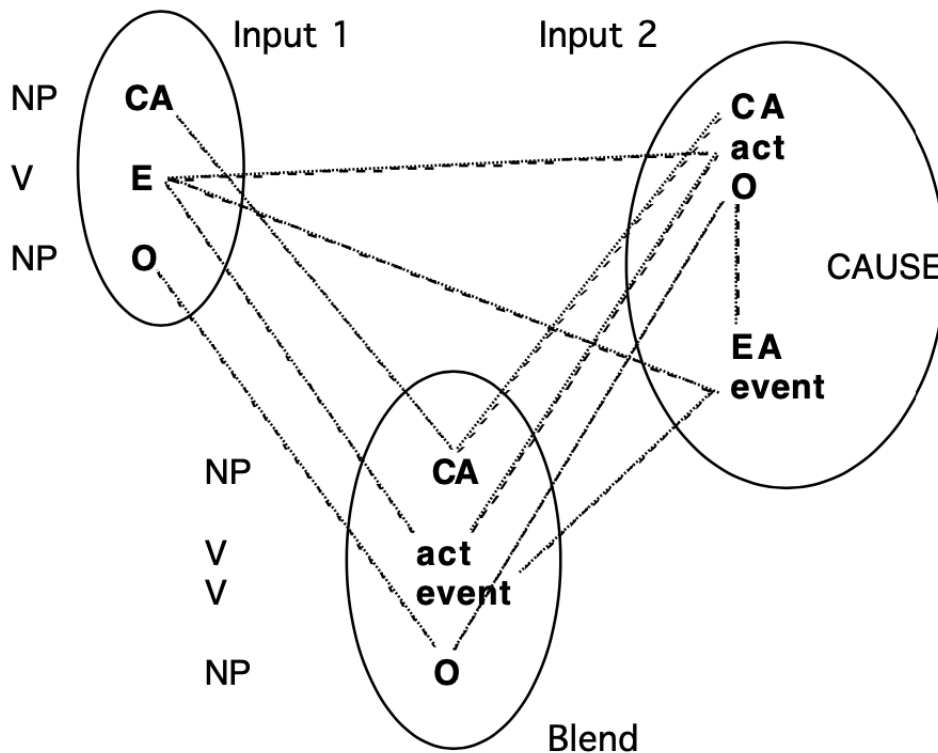 Input 1
Input 2
NP CA
V E
NP O
CA
act
O
CAUSE
EA
event
NP CA
V act
V event
NP O
Blend